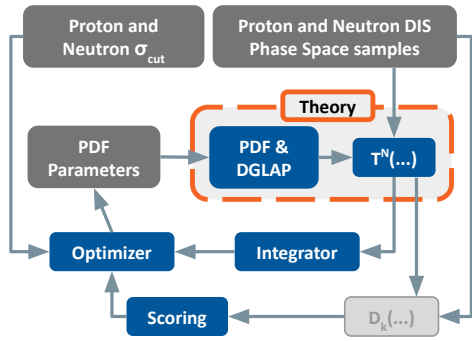 Proton and
Neutron σcut
Proton and Neutron DIS
Phase Space samples
Theory
PDF
Parameters
PDF &
DGLAP
Tᴺ(...)
Optimizer
Integrator
Scoring
Dₖ(...)